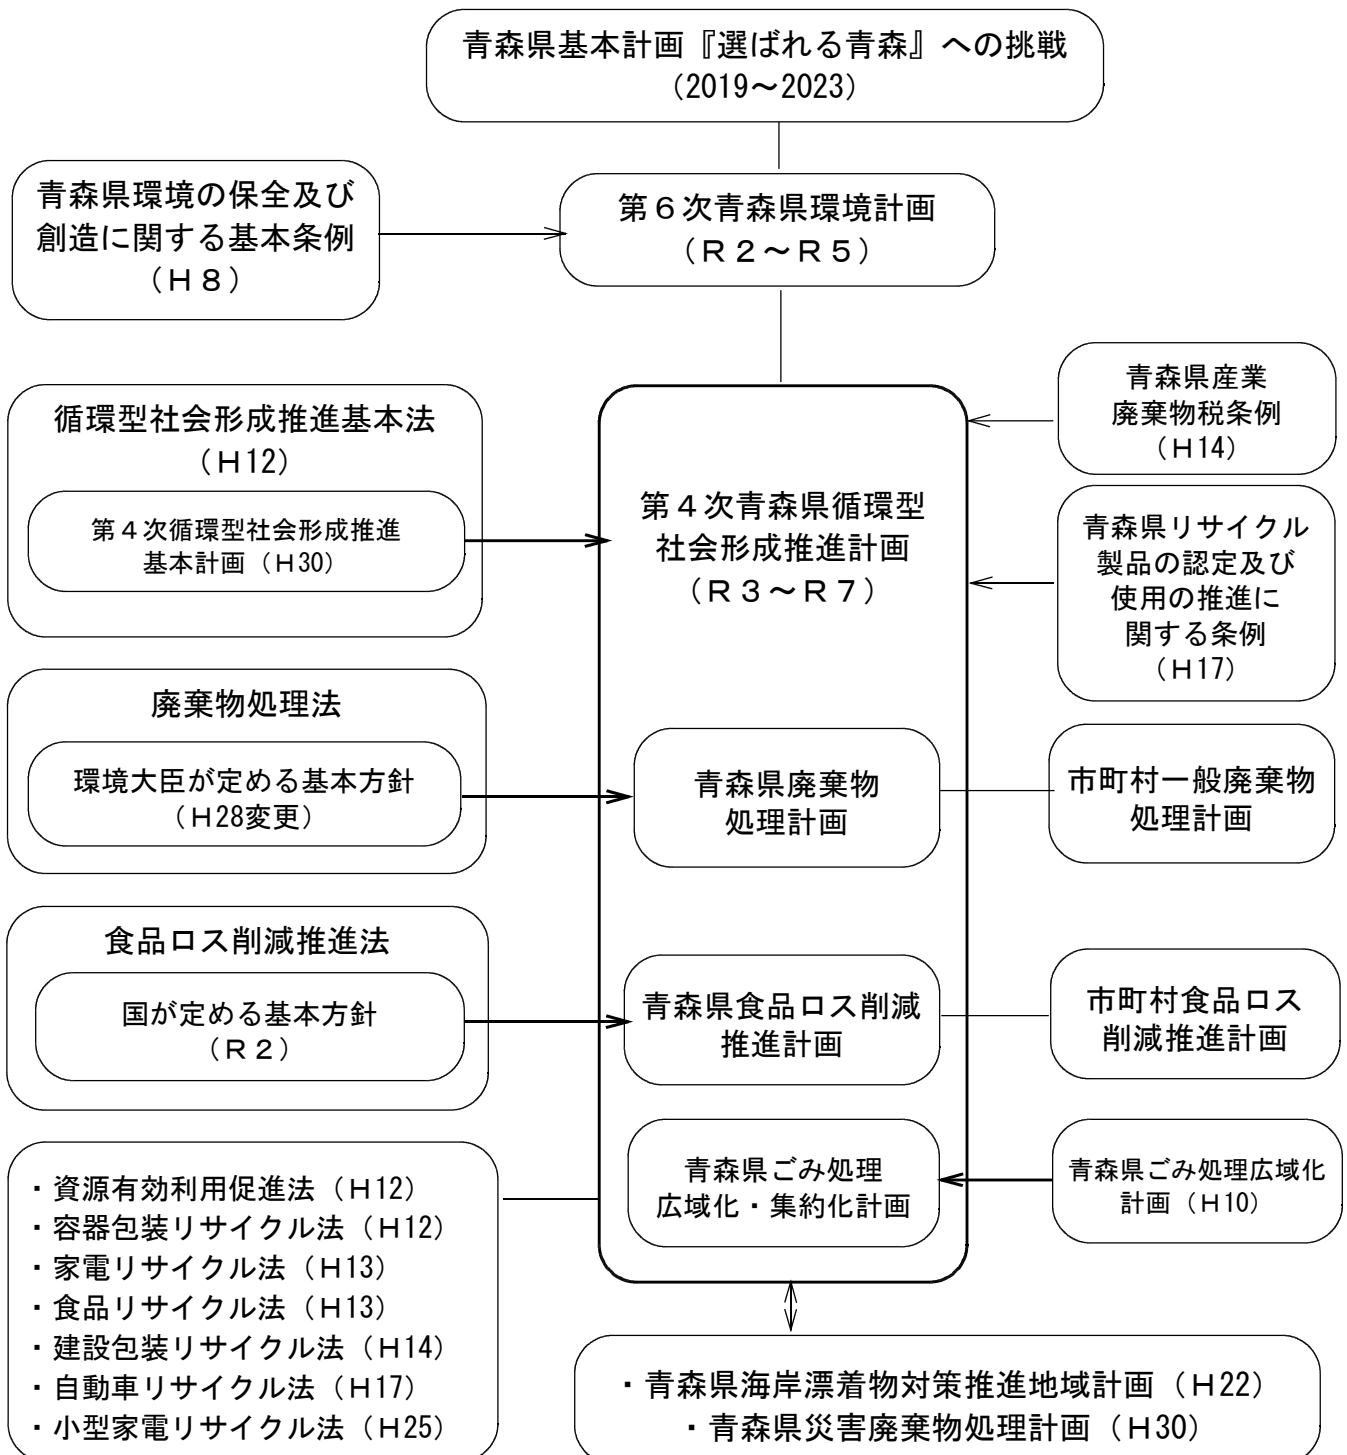 青森県基本計画『選ばれる青森』への挑戦
（2019～2023）
青森県環境の保全及び
創造に関する基本条例
（Ｈ８）
第６次青森県環境計画
（Ｒ２～Ｒ５）
循環型社会形成推進基本法
（Ｈ12）
第４次循環型社会形成推進
基本計画（Ｈ30）
第４次青森県循環型
社会形成推進計画
（Ｒ３～Ｒ７）
青森県産業
廃棄物税条例
（Ｈ14）
青森県リサイクル
製品の認定及び
使用の推進に
関する条例
（Ｈ17）
廃棄物処理法
環境大臣が定める基本方針
（Ｈ28変更）
青森県廃棄物
処理計画
市町村一般廃棄物
処理計画
食品ロス削減推進法
国が定める基本方針
（Ｒ２）
青森県食品ロス削減
推進計画
市町村食品ロス
削減推進計画
・資源有効利用促進法（Ｈ12）
・容器包装リサイクル法（Ｈ12）
・家電リサイクル法（Ｈ13）
・食品リサイクル法（Ｈ13）
・建設包装リサイクル法（Ｈ14）
・自動車リサイクル法（Ｈ17）
・小型家電リサイクル法（Ｈ25）
青森県ごみ処理
広域化・集約化計画
青森県ごみ処理広域化
計画（Ｈ10）
・青森県海岸漂着物対策推進地域計画（Ｈ22）
・青森県災害廃棄物処理計画（Ｈ30）